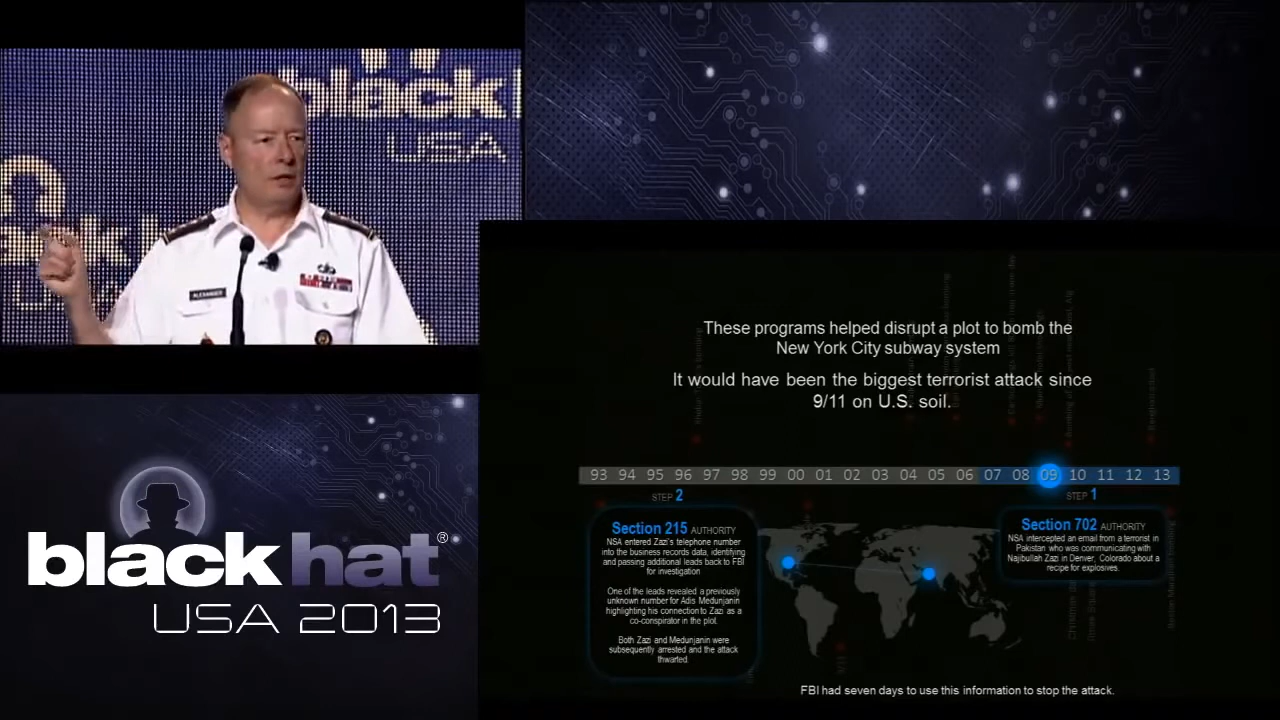 black h
USA
ack h
ALEXANDER
These programs helped disrupt a plot to bomb the
New York City subway system
It would have been the biggest terrorist attack since
9/11 on U.S. soil.
93 94 95 96 97 98 99 00 01 02 03 04 05 06 07 08 09 10 11 12 13
STEP 2
Section 215 AUTHORITY
NSA entered Zazi's telephone number
into the business records data, identifying
and passing additional leads back to FBI
for investigation
One of the leads revealed a previously
unknown number for Adis Medunjanin
highlighting his connection to Zazi as a
co-conspirator in the plot.
Both Zazi and Medunjanin were
subsequently arrested and the attack
thwarted.
STEP 1
Section 702 AUTHORITY
NSA intercepted an email from a terrorist in
Pakistan who was communicating with
Najibullah Zazi in Denver, Colorado about a
recipe for explosives.
FBI had seven days to use this information to stop the attack.
black hat®
USA 2013